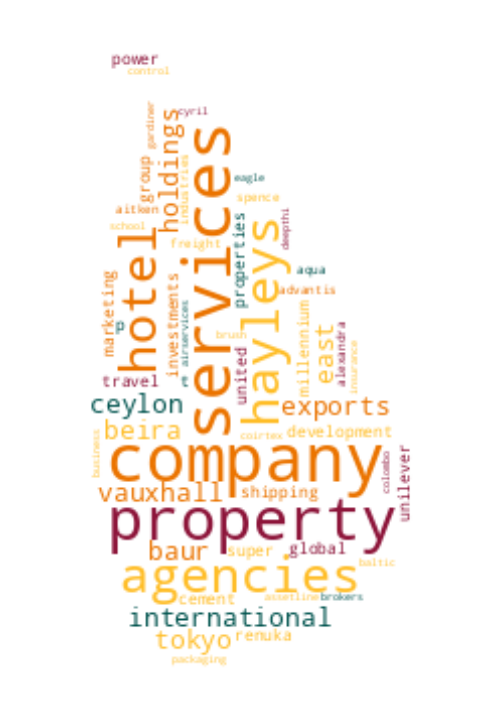 power
control
gardiner
cyril
holdings
services
group
industries
eagle
spence
aitken
school
hotel
freight
properties
hayleys
deepthi
aqua
advantis
marketing
investments
airservices
millennium
east
alexandra
insurance
brush
united
travel
ceylon
exports
beira
coirtex
development
business
company
colombo
unilever
vauxhall
shipping
property
baur
super
global
baltic
agencies
cement
assetline
brokers
international
tokyo
renuka
packaging